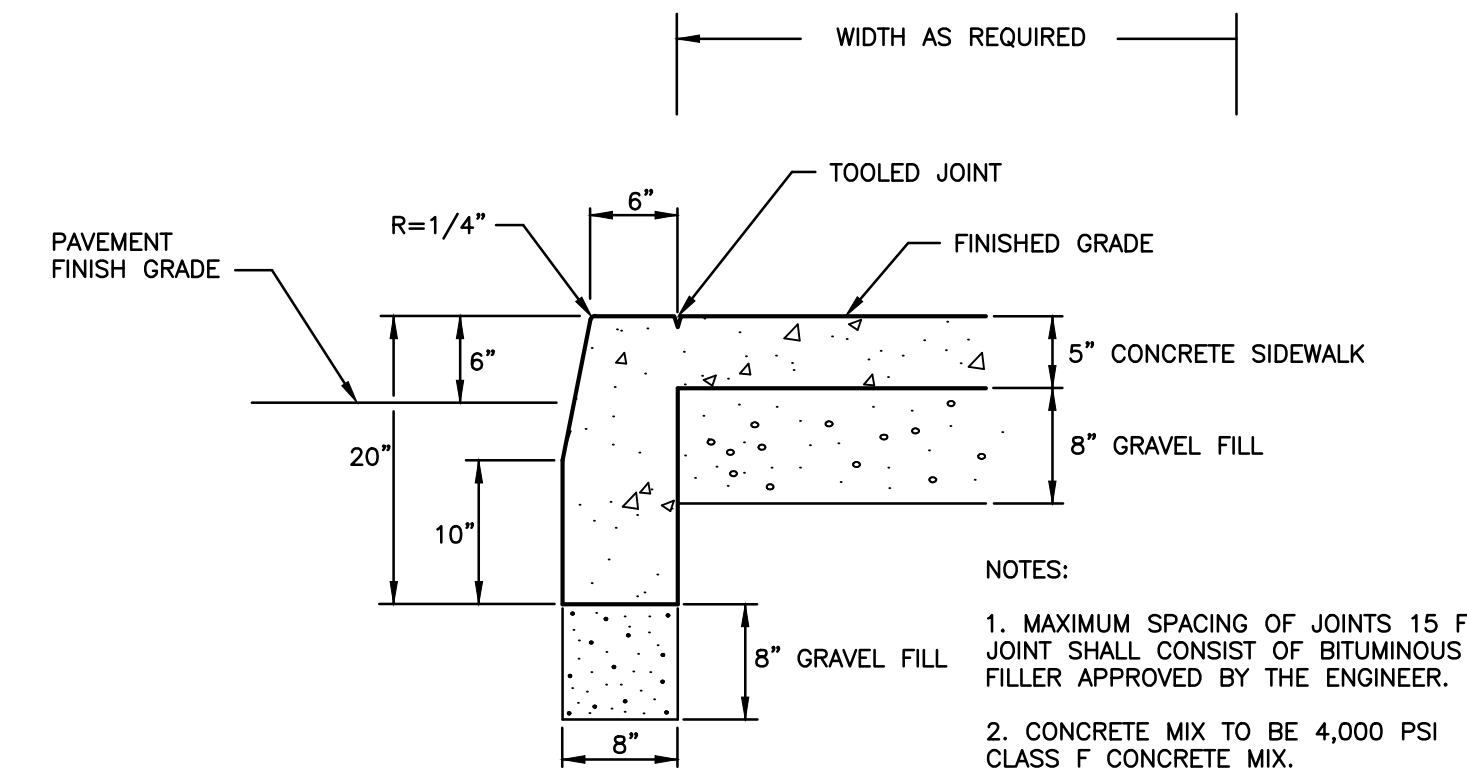 WIDTH AS REQUIRED
TOOLED JOINT
6"
R=1/4"
PAVEMENT
FINISH GRADE
FINISHED GRADE
6"
5" CONCRETE SIDEWALK
20"
8" GRAVEL FILL
10"
NOTES:
1. MAXIMUM SPACING OF JOINTS 15 F
JOINT SHALL CONSIST OF BITUMINOUS
FILLER APPROVED BY THE ENGINEER.
8" GRAVEL FILL
2. CONCRETE MIX TO BE 4,000 PSI
CLASS F CONCRETE MIX.
8"